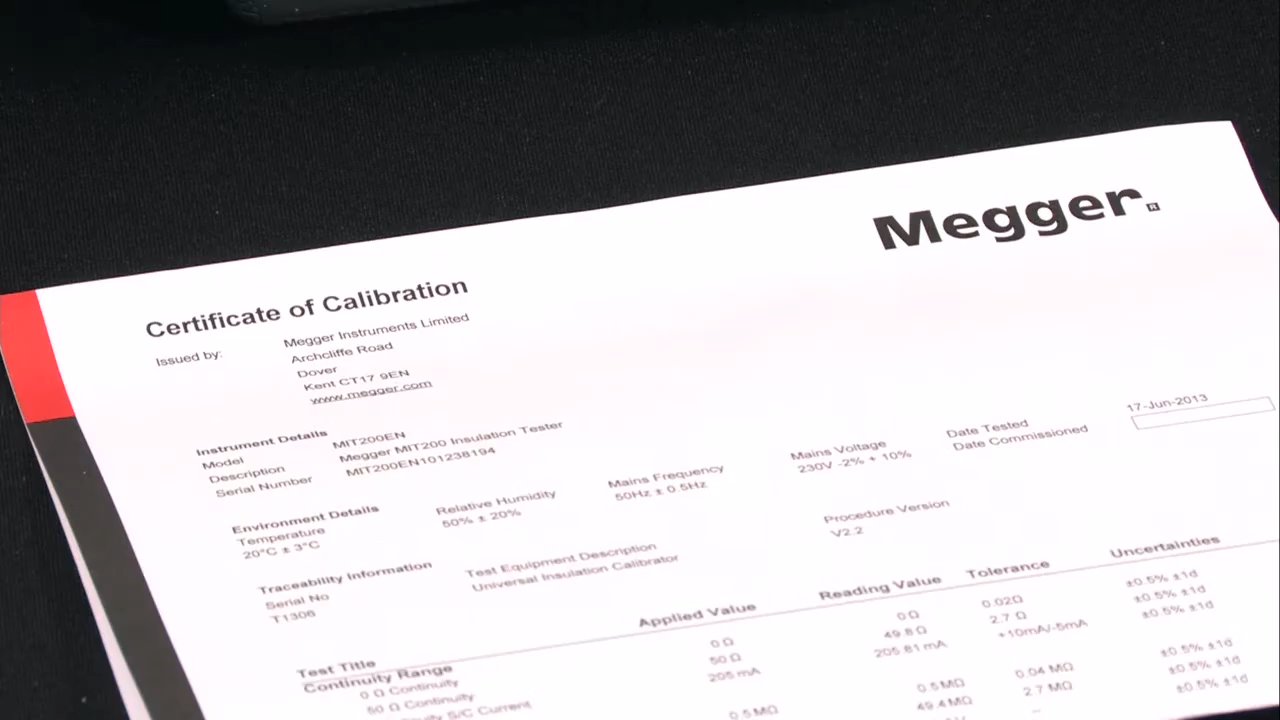 Megger
Certificate of Calibration
Issued by: Megger Instruments Limited
Archcliffe Road
Dover
Kent CT17 9EN
www.megger.com
Instrument Details
Model MIT200EN
Description Megger MIT200 Insulation Tester
Serial Number MIT200EN101238194
Date Tested 17-Jun-2013
Date Commissioned
Environment Details
Temperature Relative Humidity Mains Frequency Mains Voltage
20°C ± 3°C 50% ± 20% 50Hz ± 0.5Hz 230V -2% + 10%
Traceability Information
Serial No Test Equipment Description Procedure Version
T1306 Universal Insulation Calibrator V2.2
Test Title Applied Value Reading Value Tolerance Uncertainties
Continuity Range
0 Ω Continuity 0 Ω 0 Ω 0.02Ω ±0.5% ±1d
50 Ω Continuity 50 Ω 49.8 Ω 2.7 Ω ±0.5% ±1d
S/C Current 205 mA 205.81 mA +10mA/-5mA ±0.5% ±1d
0.5 MΩ 0.5 MΩ 0.04 MΩ ±0.5% ±1d
49.4 MΩ 2.7 MΩ ±0.5% ±1d
±0.5% ±1d